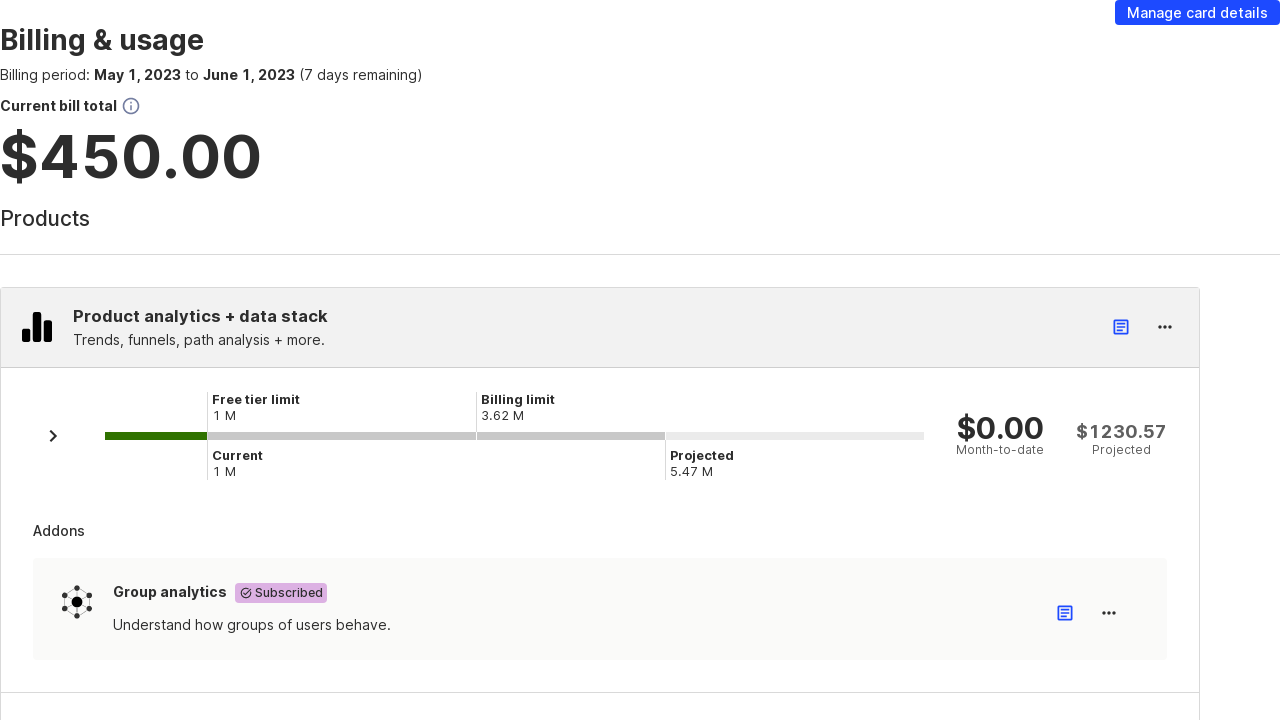 Manage card details
Billing & usage
Billing period: May 1, 2023 to June 1, 2023 (7 days remaining)
Current bill total
$450.00
Products
Product analytics + data stack
Trends, funnels, path analysis + more.
Free tier limit
1 M
Billing limit
3.62 M
Current
1 M
Projected
5.47 M
$0.00
Month-to-date
$1230.57
Projected
Addons
Group analytics
Subscribed
Understand how groups of users behave.